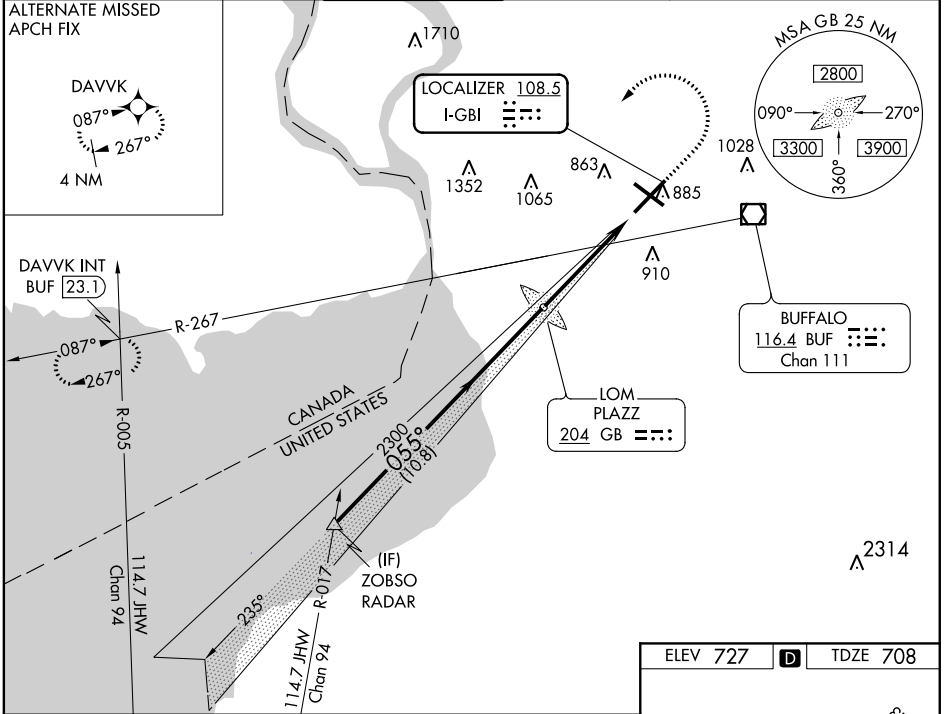 ALTERNATE MISSED
APCH FIX
DAVVK
087°
267°
4 NM
1710
LOCALIZER 108.5
I-GBI
MSA GB 25 NM
2800
090°
270°
3300
3900
360°
1028
1352
1065
863
885
910
DAVVK INT
BUF 23.1
R-267
087°
267°
R-005
BUFFALO
116.4 BUF
Chan 111
CANADA
UNITED STATES
LOM
PLAZZ
204 GB
2300
055°
(10.8)
(IF)
ZOBSO
RADAR
2314
235°
R-017
114.7 JHW
Chan 94
114.7 JHW
Chan 94
ELEV 727
D
TDZE 708